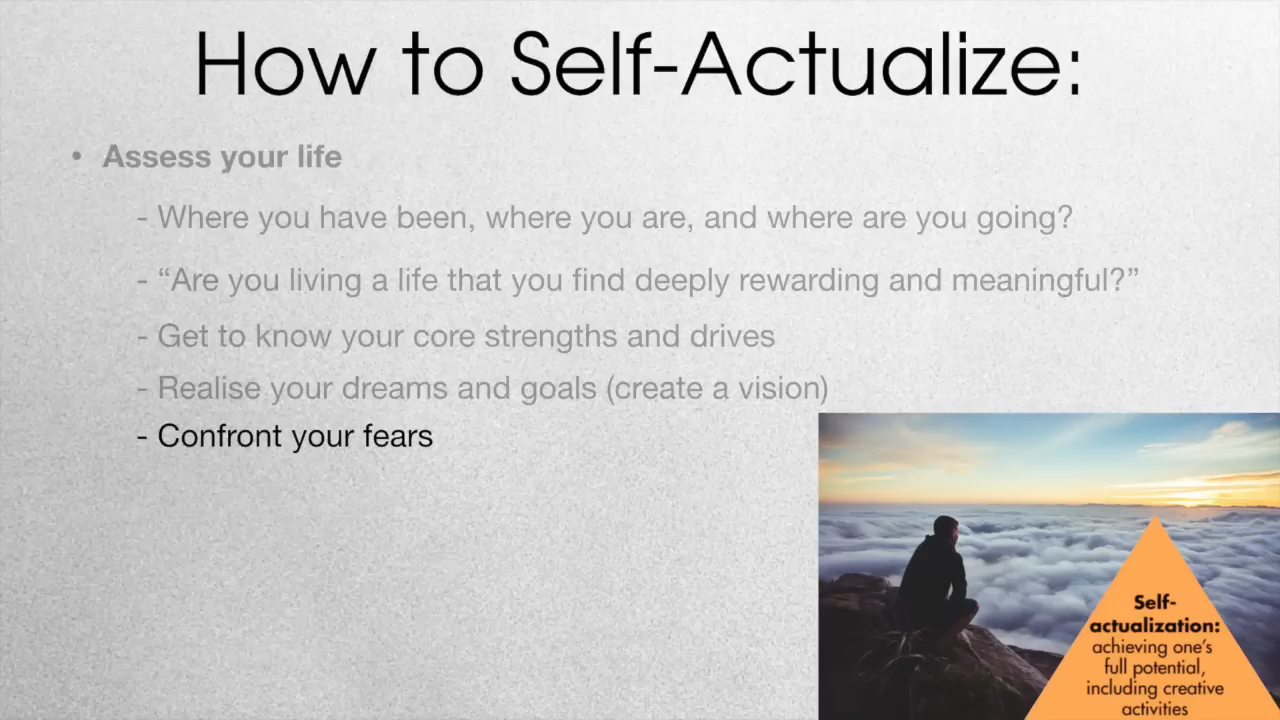 How to Self-Actualize:
• Assess your life
- Where you have been, where you are, and where are you going?
- “Are you living a life that you find deeply rewarding and meaningful?”
- Get to know your core strengths and drives
- Realise your dreams and goals (create a vision)
- Confront your fears
Self-
actualization:
achieving one’s
full potential,
including creative
activities